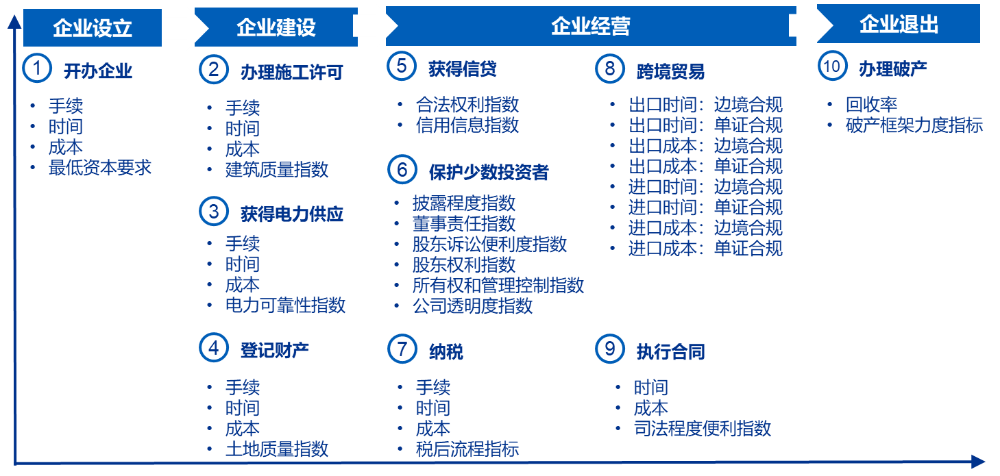 企业设立
1 开办企业
• 手续
• 时间
• 成本
• 最低资本要求
企业建设
2 办理施工许可
• 手续
• 时间
• 成本
• 建筑质量指数
3 获得电力供应
• 手续
• 时间
• 成本
• 电力可靠性指数
4 登记财产
• 手续
• 时间
• 成本
• 土地质量指数
企业经营
5 获得信贷
• 合法权利指数
• 信用信息指数
6 保护少数投资者
• 披露程度指数
• 董事责任指数
• 股东诉讼便利度指数
• 股东权利指数
• 所有权和管理控制指数
• 公司透明度指数
7 纳税
• 手续
• 时间
• 成本
• 税后流程指标
8 跨境贸易
• 出口时间：边境合规
• 出口时间：单证合规
• 出口成本：边境合规
• 出口成本：单证合规
• 进口时间：边境合规
• 进口时间：单证合规
• 进口成本：边境合规
• 进口成本：单证合规
9 执行合同
• 时间
• 成本
• 司法程度便利指数
企业退出
10 办理破产
• 回收率
• 破产框架力度指标